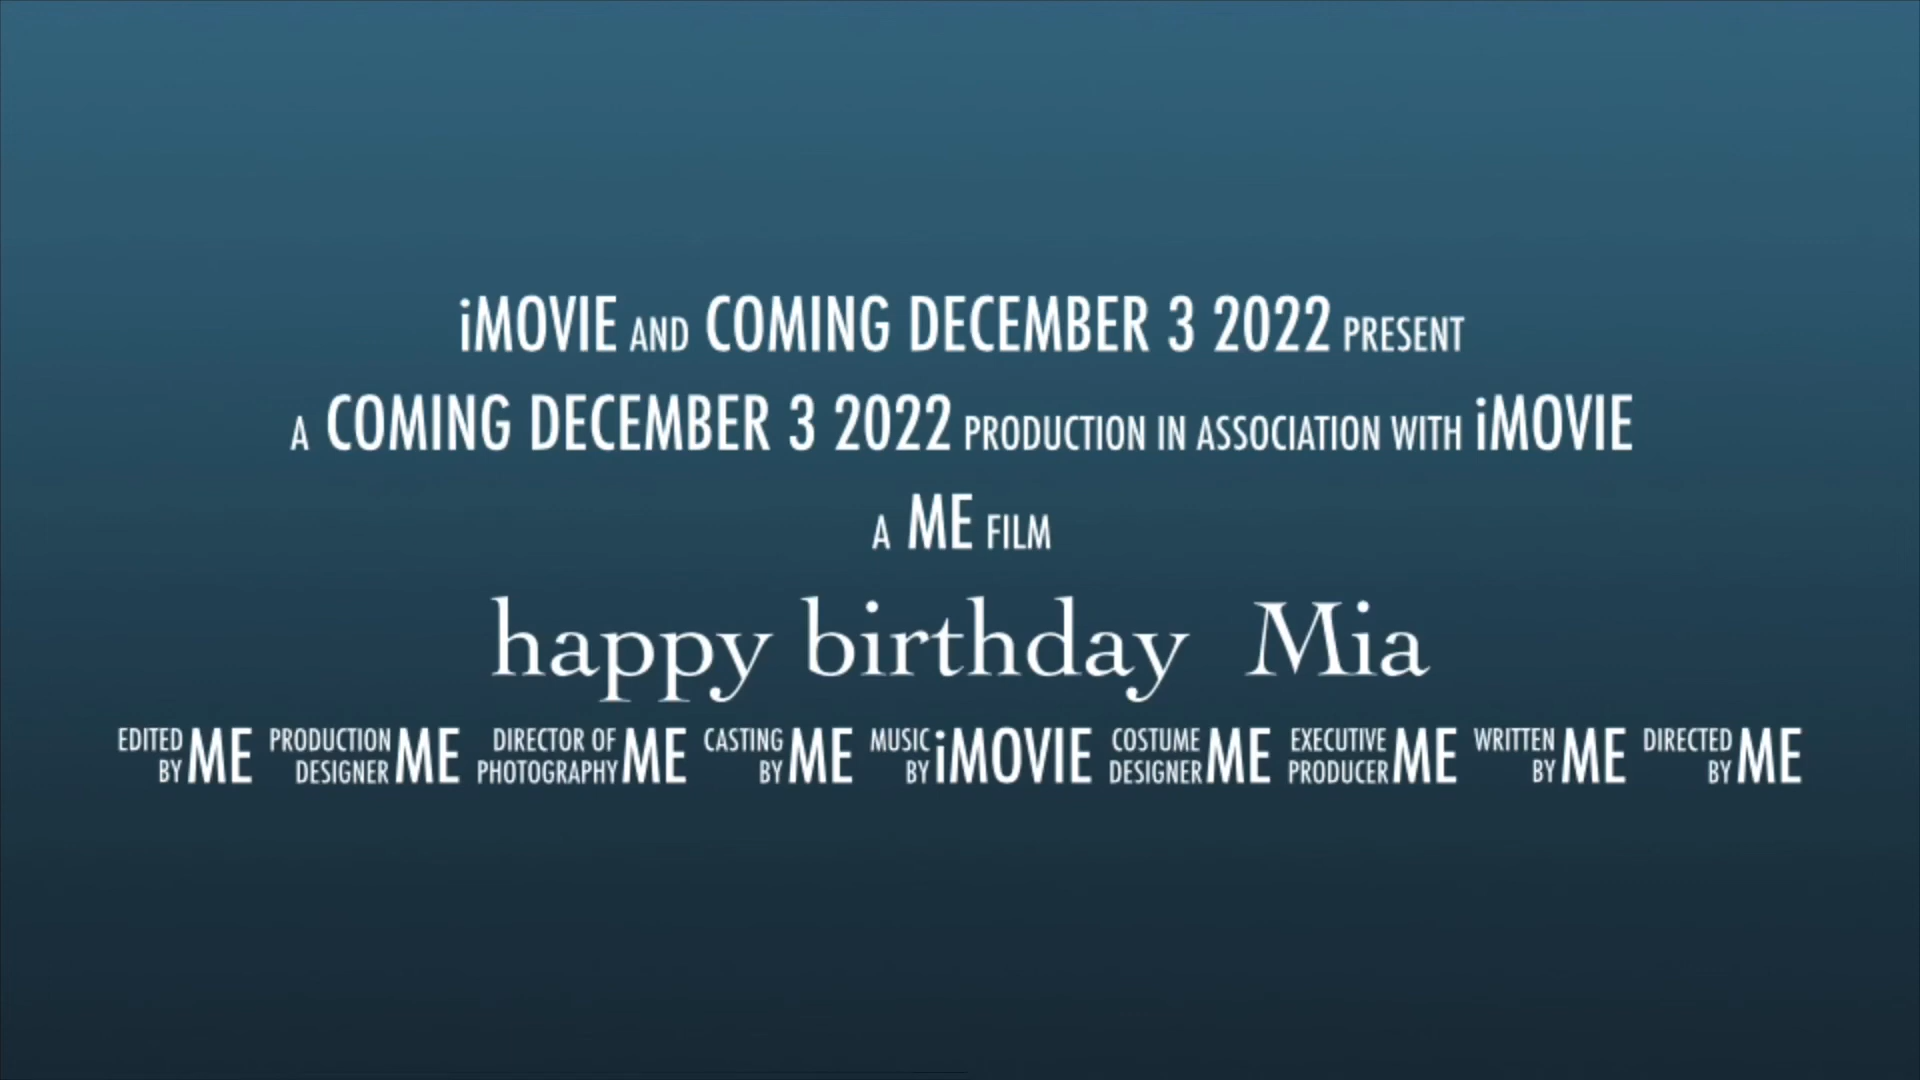 iMOVIE AND COMING DECEMBER 3 2022 PRESENT
A COMING DECEMBER 3 2022 PRODUCTION IN ASSOCIATION WITH iMOVIE
A ME FILM
happy birthday  Mia
EDITED BY ME PRODUCTION DESIGNER ME DIRECTOR OF PHOTOGRAPHY ME CASTING BY ME MUSIC BY iMOVIE COSTUME DESIGNER ME EXECUTIVE PRODUCER ME WRITTEN BY ME DIRECTED BY ME